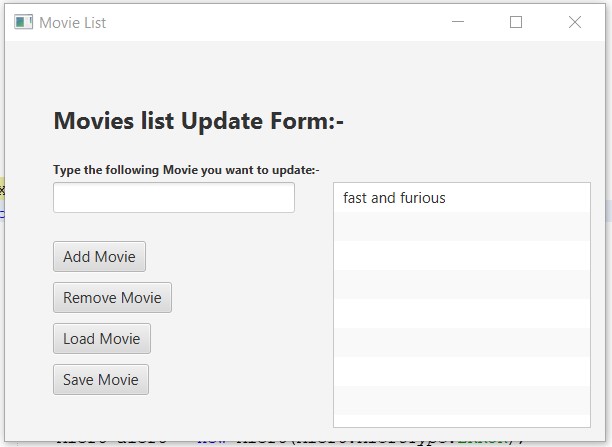 Movie List
Movies list Update Form:-
Type the following Movie you want to update:-
fast and furious
Add Movie
Remove Movie
Load Movie
Save Movie